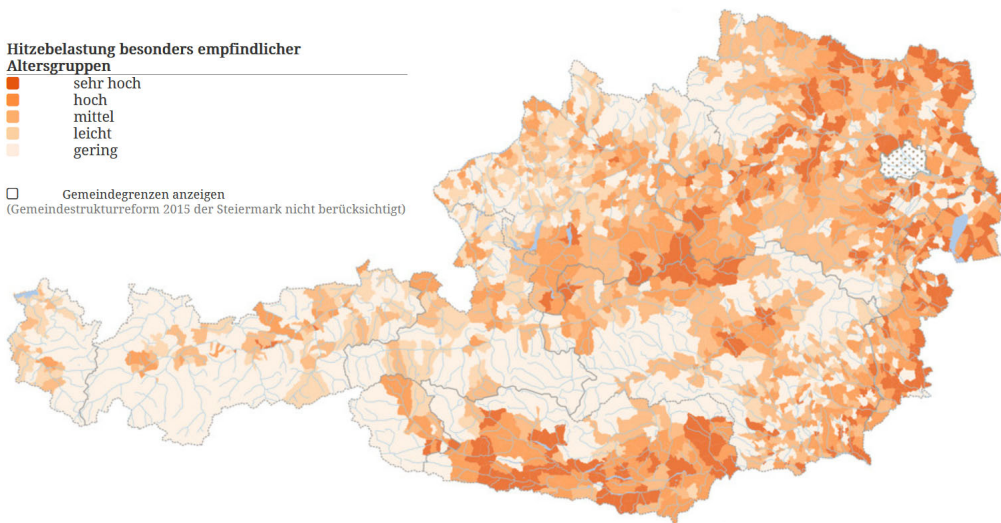 Hitzebelastung besonders empfindlicher
Altersgruppen
sehr hoch
hoch
mittel
leicht
gering
Gemeindegrenzen anzeigen
(Gemeindestrukturreform 2015 der Steiermark nicht berücksichtigt)